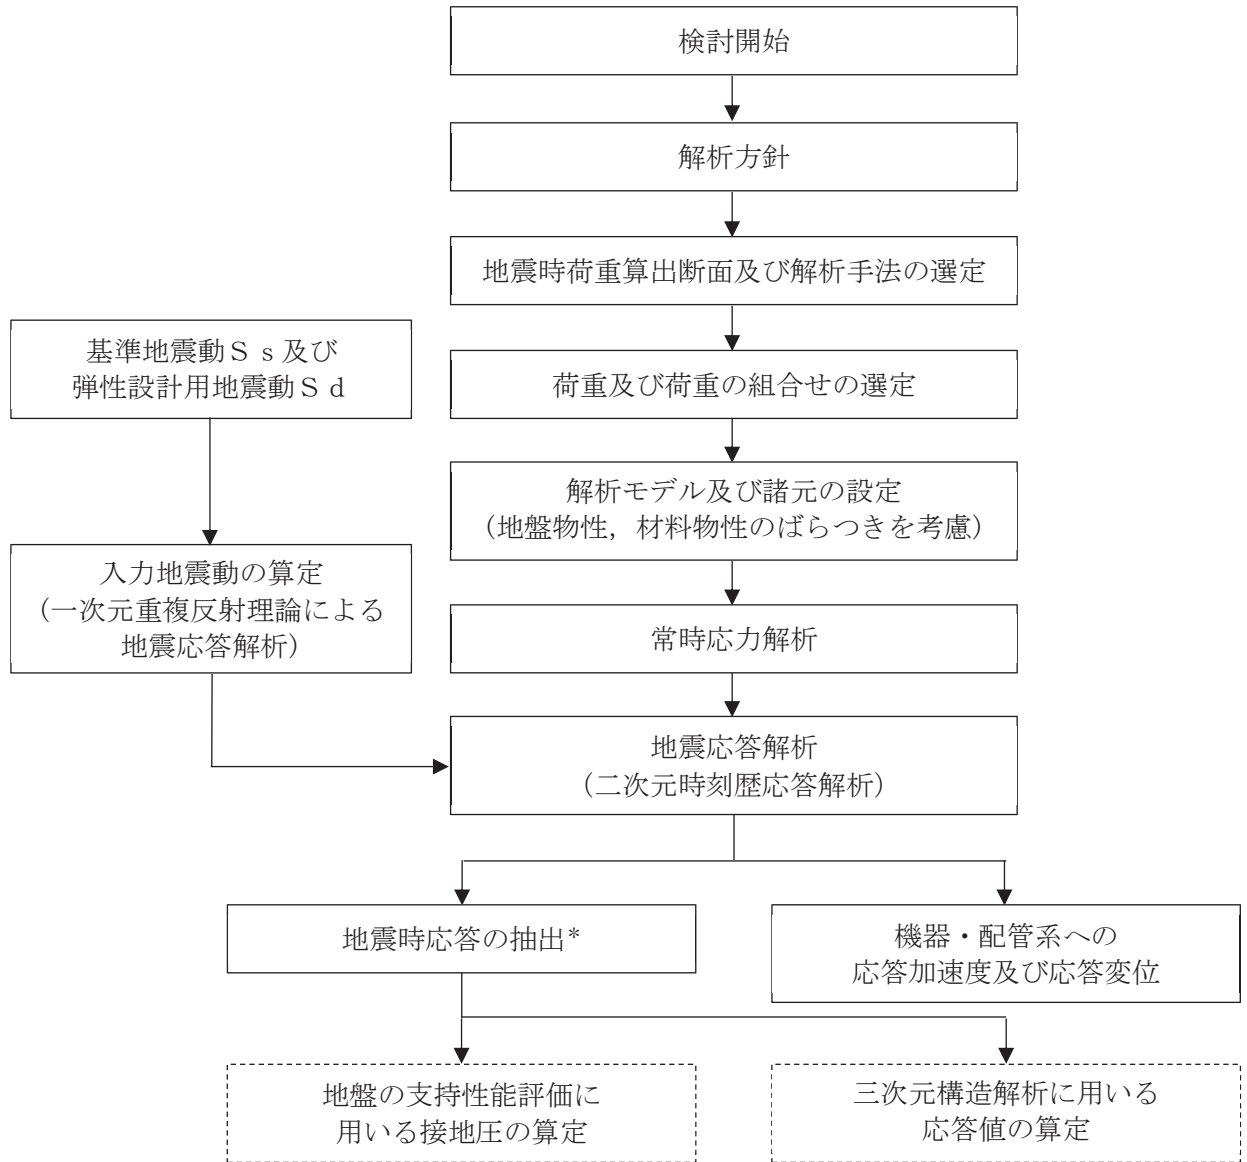 検討開始
解析方針
地震時荷重算出断面及び解析手法の選定
基準地震動Ｓｓ及び
弾性設計用地震動Ｓｄ
荷重及び荷重の組合せの選定
解析モデル及び諸元の設定
（地盤物性，材料物性のばらつきを考慮）
入力地震動の算定
（一次元重複反射理論による
地震応答解析）
常時応力解析
地震応答解析
（二次元時刻歴応答解析）
地震時応答の抽出*
機器・配管系への
応答加速度及び応答変位
地盤の支持性能評価に
用いる接地圧の算定
三次元構造解析に用いる
応答値の算定